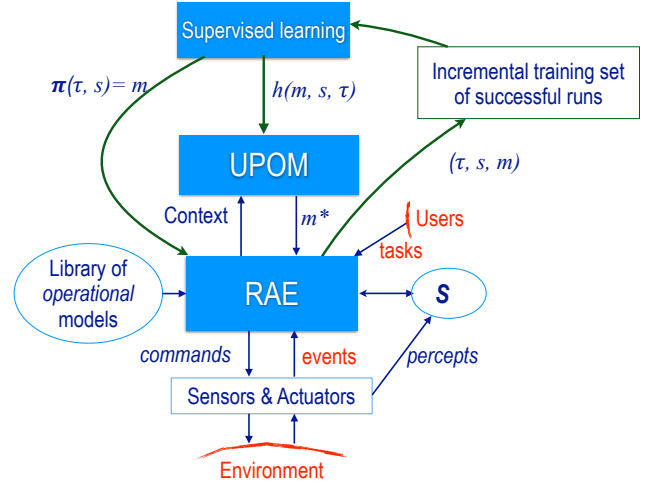 Supervised learning
π(τ, s)= m
h(m, s, τ)
Incremental training set
of successful runs
UPOM
(τ, s, m)
Context
m*
Users
tasks
Library of
operational
models
RAE
S
commands
events
percepts
Sensors & Actuators
Environment